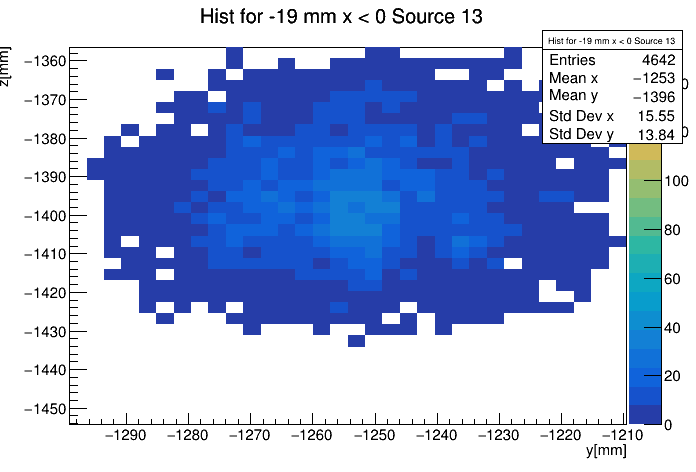 Hist for -19 mm x < 0 Source 13
Hist for -19 mm x < 0 Source 13
Entries 4642
Mean x −1253
Mean y −1396
Std Dev x 15.55
Std Dev y 13.84
z[mm]
−1360
−1370
−1380
−1390
−1400
−1410
−1420
−1430
−1440
−1450
−1290
−1280
−1270
−1260
−1250
−1240
−1230
−1220
−1210
y[mm]
100
80
60
40
20
0